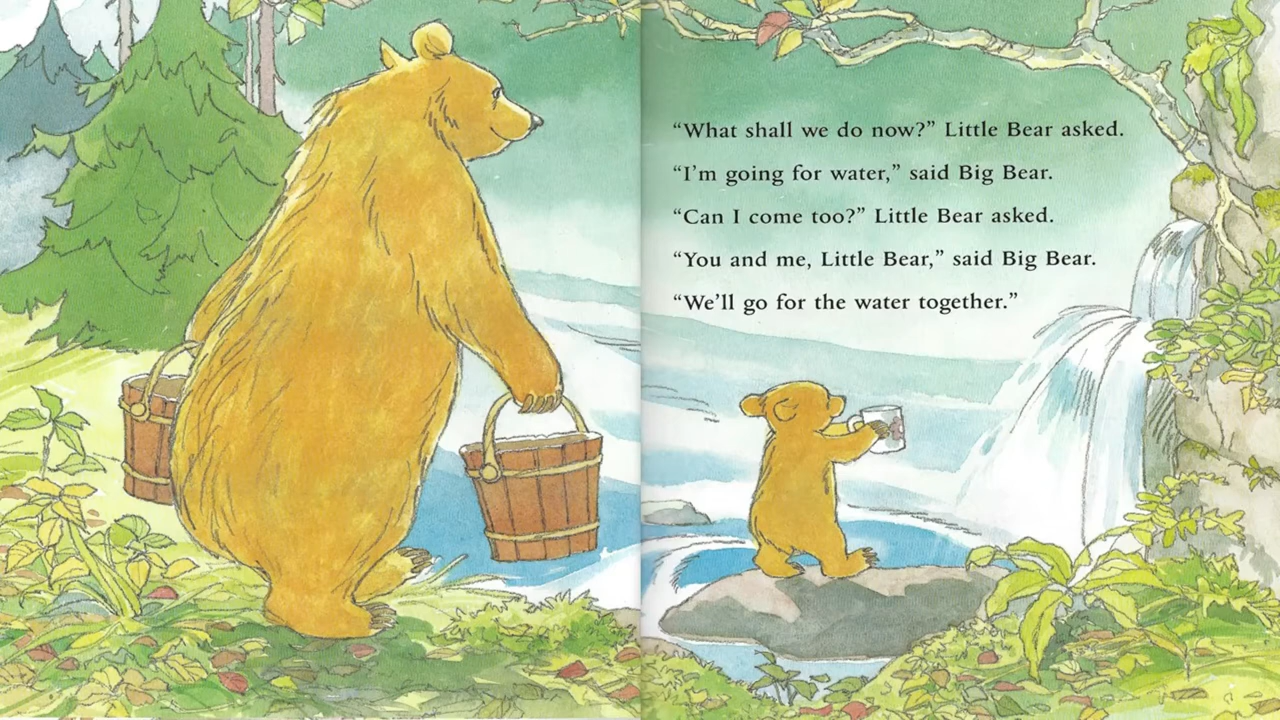 “What shall we do now?” Little Bear asked.
“I'm going for water,” said Big Bear.
“Can I come too?” Little Bear asked.
“You and me, Little Bear,” said Big Bear.
“We’ll go for the water together.”